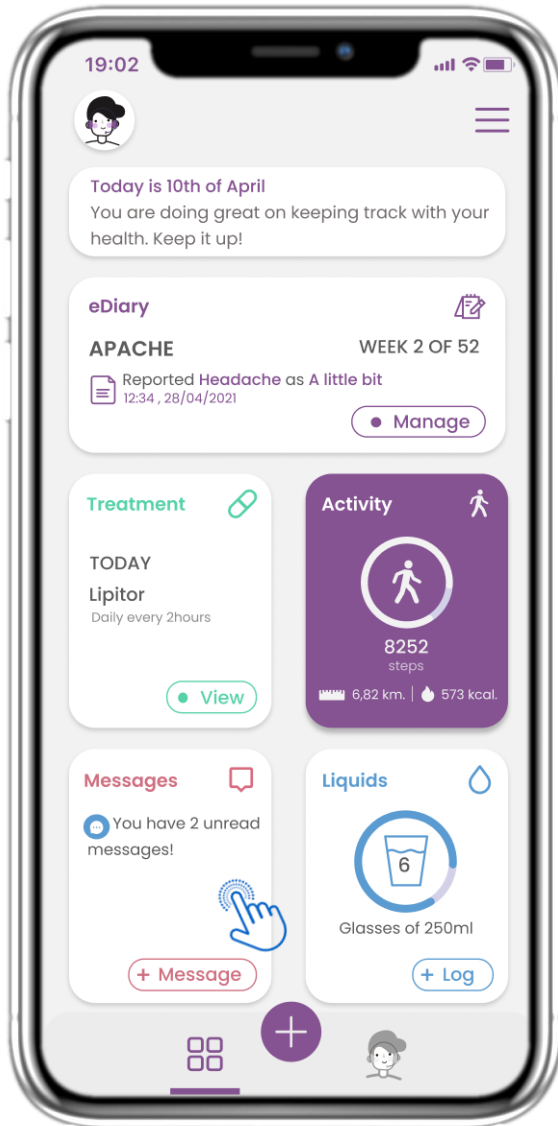 19:02
Today is 10th of April
You are doing great on keeping track with your
health. Keep it up!
eDiary
APACHE
WEEK 2 OF 52
Reported Headache as A little bit
12:34 , 28/04/2021
Manage
Treatment
TODAY
Lipitor
Daily every 2hours
View
Activity
8252
steps
6,82 km.
573 kcal.
Messages
You have 2 unread
messages!
+ Message
Liquids
6
Glasses of 250ml
+ Log